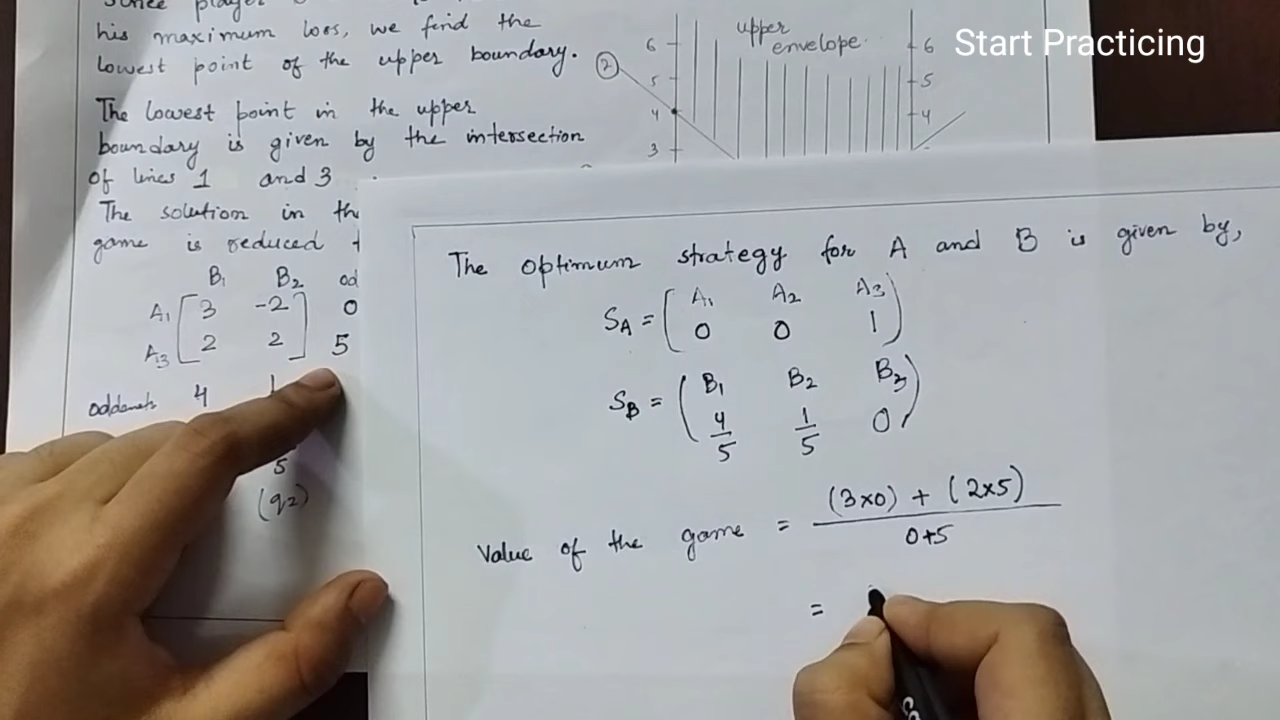 his maximum loss, we find the
lowest point of the upper boundary.
The lowest point in the upper
boundary is given by the intersection
of lines 1 and 3
The solution in the
game is reduced
B1 B2 od
A1 3 -2 0
A3 2 2 5
oddments 4 1
5
(q2)
upper
envelope
6 6
2 5 5
4 4
3
Start Practicing
The optimum strategy for A and B is given by,
A1 A2 A3
SA = 0 0 1
B1 B2 B3
SB = 4/5 1/5 0
Value of the game = (3×0) + (2×5)
0+5
=